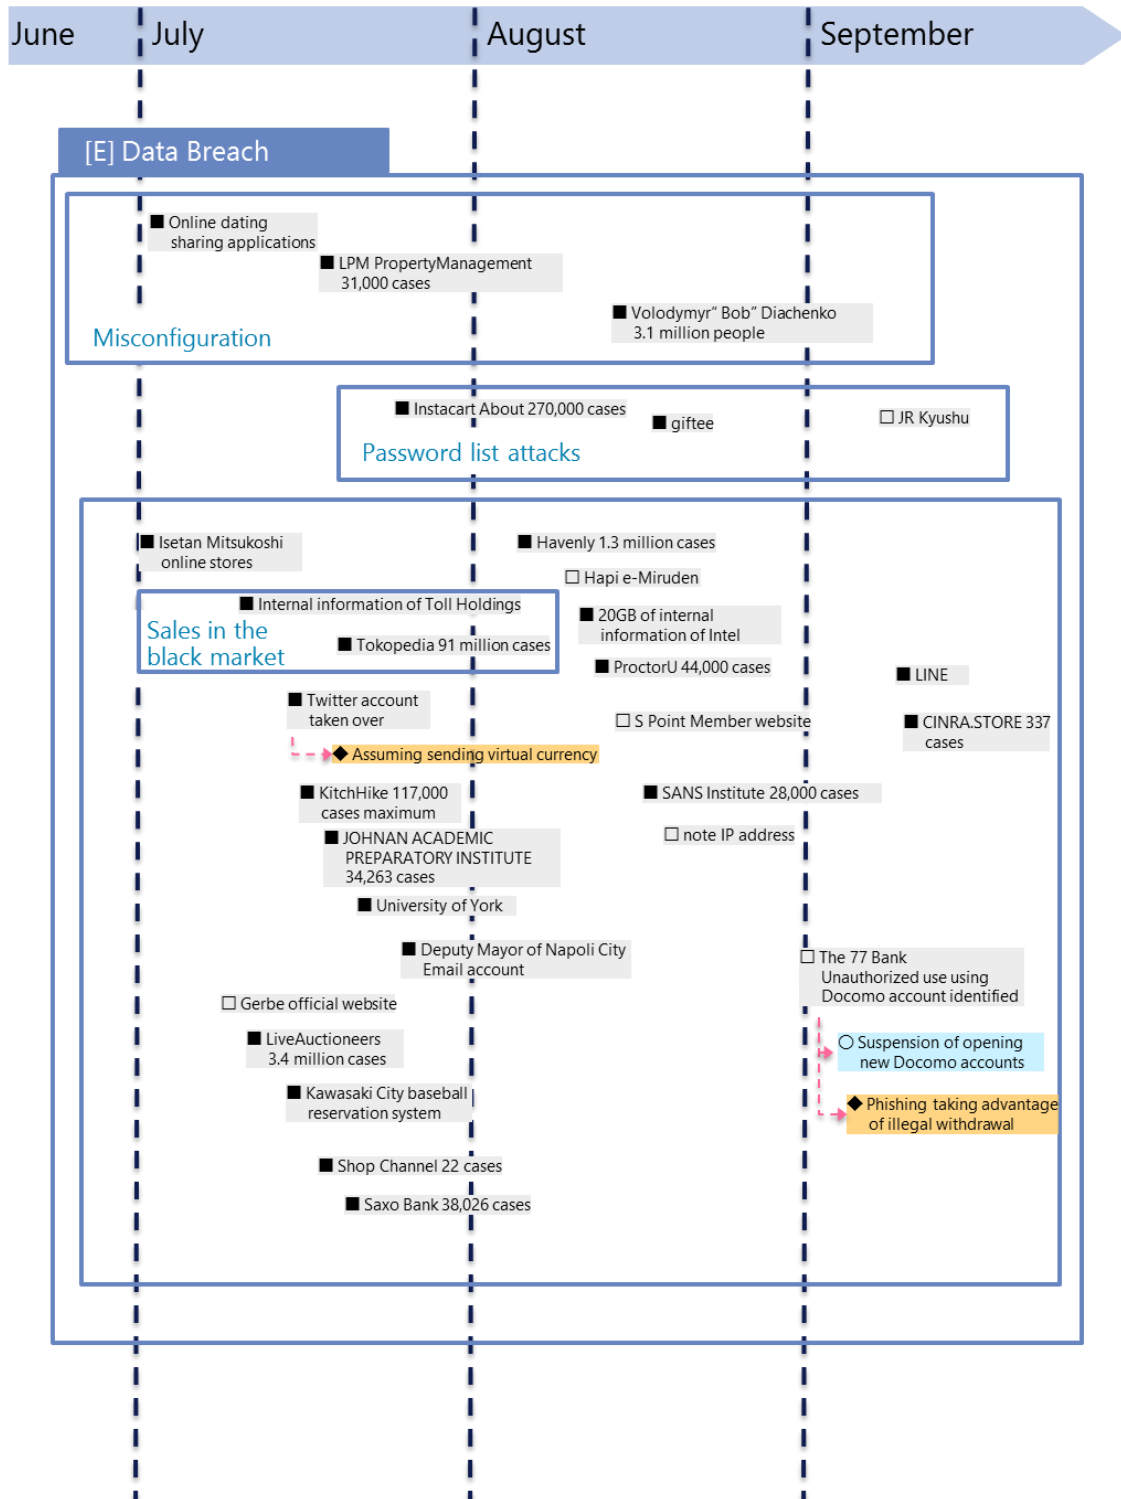 June
July
August
September
[E] Data Breach
■ Online dating
sharing applications
■ LPM PropertyManagement
31,000 cases
■ Volodymyr" Bob" Diachenko
3.1 million people
Misconfiguration
■ Instacart About 270,000 cases
■ giftee
□ JR Kyushu
Password list attacks
■ Isetan Mitsukoshi
online stores
■ Havenly 1.3 million cases
□ Hapi e-Miruden
■ Internal information of Toll Holdings
Sales in the
black market
■ Tokopedia 91 million cases
■ 20GB of internal
information of Intel
■ ProctorU 44,000 cases
■ LINE
■ Twitter account
taken over
□ S Point Member website
■ CINRA.STORE 337
cases
◆ Assuming sending virtual currency
■ KitchHike 117,000
cases maximum
■ SANS Institute 28,000 cases
■ JOHNAN ACADEMIC
PREPARATORY INSTITUTE
34,263 cases
□ note IP address
■ University of York
■ Deputy Mayor of Napoli City
Email account
□ The 77 Bank
Unauthorized use using
Docomo account identified
□ Gerbe official website
■ LiveAuctioneers
3.4 million cases
○ Suspension of opening
new Docomo accounts
■ Kawasaki City baseball
reservation system
◆ Phishing taking advantage
of illegal withdrawal
■ Shop Channel 22 cases
■ Saxo Bank 38,026 cases